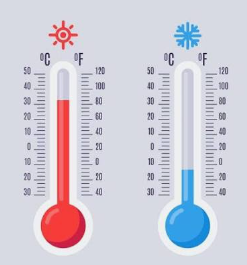 °C °F °C °F
50 120 50 120
40 100 40 100
30 80 30 80
20 60 20 60
10 40 10 40
0 20 0 20
10 0 10 0
20 20 20 20
30 40 30 40